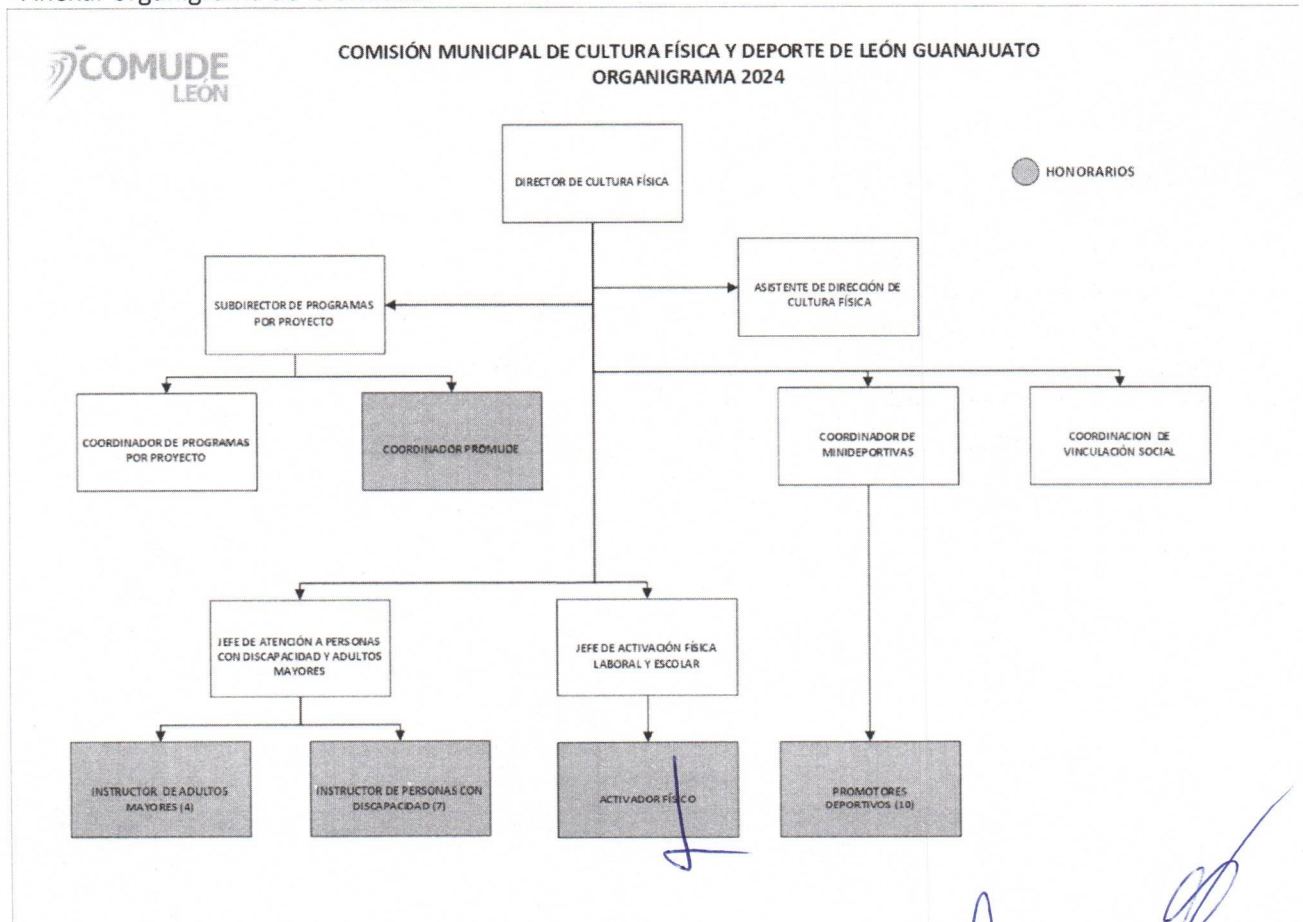 COMUDE
LEÓN
COMISIÓN MUNICIPAL DE CULTURA FÍSICA Y DEPORTE DE LEÓN GUANAJUATO
ORGANIGRAMA 2024
DIRECTOR DE CULTURA FÍSICA
HONORARIOS
SUBDIRECTOR DE PROGRAMAS
POR PROYECTO
ASISTENTE DE DIRECCIÓN DE
CULTURA FÍSICA
COORDINADOR DE PROGRAMAS
POR PROYECTO
COORDINADOR PROMUDE
COORDINADOR DE
MINIDEPORTIVAS
COORDINACION DE
VINCULACIÓN SOCIAL
JEFE DE ATENCIÓN A PERSONAS
CON DISCAPACIDAD Y ADULTOS
MAYORES
JEFE DE ACTIVACIÓN FÍSICA
LABORAL Y ESCOLAR
INSTRUCTOR DE ADULTOS
MAYORES (4)
INSTRUCTOR DE PERSONAS CON
DISCAPACIDAD (7)
ACTIVADOR FÍSICO
PROMOTORES
DEPORTIVOS (10)